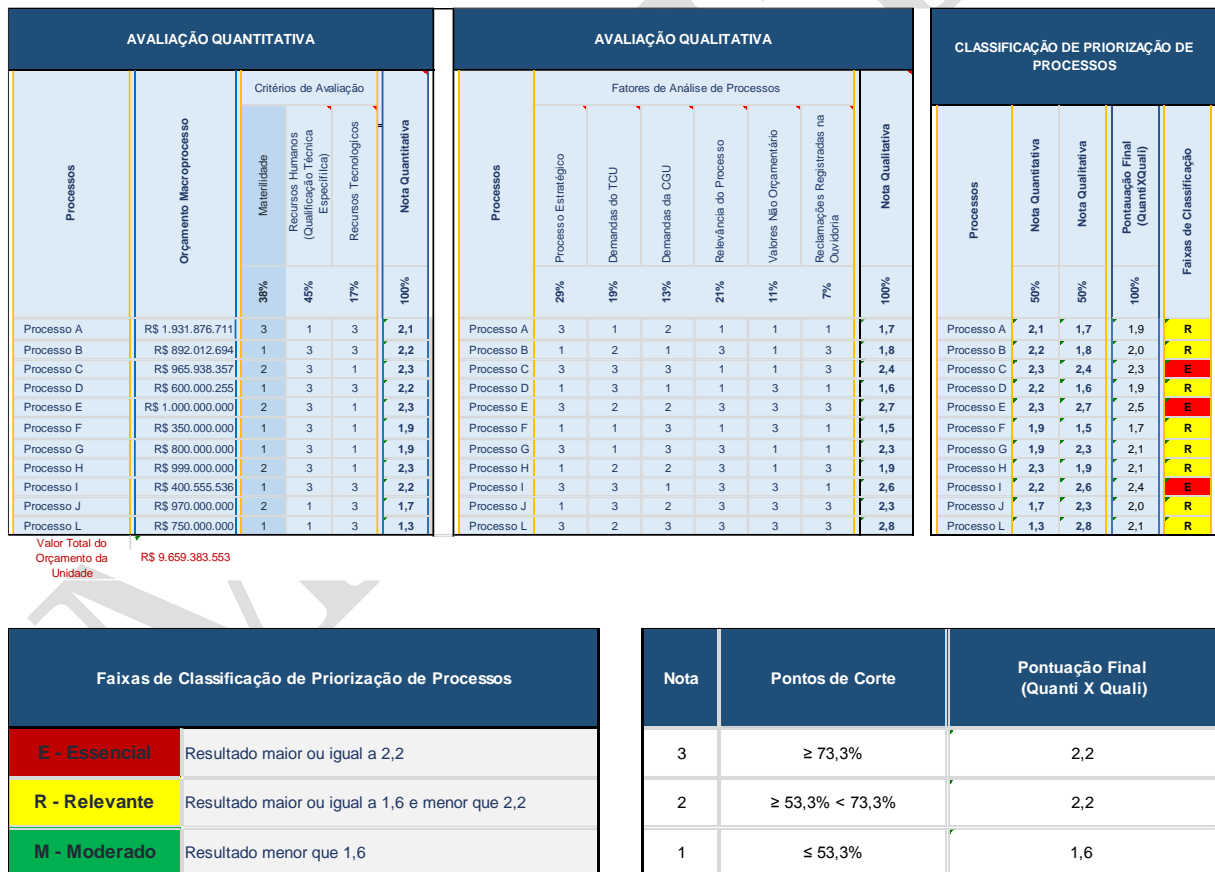 AVALIAÇÃO QUANTITATIVA
Processos
Orçamento Macroprocesso
Critérios de Avaliação
Nota Quantitativa
Materilidade
Recursos Humanos (Qualificação Técnica Específiica)
Recursos Tecnologicos
38% 45% 17% 100%
Processo A R$ 1.931.876.711 3 1 3 2,1
Processo B R$ 892.012.694 1 3 3 2,2
Processo C R$ 965.938.357 2 3 1 2,3
Processo D R$ 600.000.255 1 3 3 2,2
Processo E R$ 1.000.000.000 2 3 1 2,3
Processo F R$ 350.000.000 1 3 1 1,9
Processo G R$ 800.000.000 1 3 1 1,9
Processo H R$ 999.000.000 2 3 1 2,3
Processo I R$ 400.555.536 1 3 3 2,2
Processo J R$ 970.000.000 2 1 3 1,7
Processo L R$ 750.000.000 1 1 3 1,3
Valor Total do
Orçamento da
Unidade
R$ 9.659.383.553
AVALIAÇÃO QUALITATIVA
Processos
Fatores de Análise de Processos
Nota Qualitativa
Processo Estratégico
Demandas do TCU
Demandas da CGU
Relevância do Processo
Valores Não Orçamentário
Reclamações Registradas na Ouvidoria
29% 19% 13% 21% 11% 7% 100%
Processo A 3 1 2 1 1 1 1,7
Processo B 1 2 1 3 1 3 1,8
Processo C 3 3 3 1 1 3 2,4
Processo D 1 3 1 1 3 1 1,6
Processo E 3 2 2 3 3 3 2,7
Processo F 1 1 3 1 3 1 1,5
Processo G 3 1 3 3 1 1 2,3
Processo H 1 2 2 3 1 3 1,9
Processo I 3 3 1 3 3 1 2,6
Processo J 1 3 2 3 3 3 2,3
Processo L 3 2 3 3 3 3 2,8
CLASSIFICAÇÃO DE PRIORIZAÇÃO DE
PROCESSOS
Processos
Nota Quantitativa
Nota Qualitativa
Pontauação Final (QuantiXQuali)
Faixas de Classificação
50% 50% 100%
Processo A 2,1 1,7 1,9 R
Processo B 2,2 1,8 2,0 R
Processo C 2,3 2,4 2,3 E
Processo D 2,2 1,6 1,9 R
Processo E 2,3 2,7 2,5 E
Processo F 1,9 1,5 1,7 R
Processo G 1,9 2,3 2,1 R
Processo H 2,3 1,9 2,1 R
Processo I 2,2 2,6 2,4 E
Processo J 1,7 2,3 2,0 R
Processo L 1,3 2,8 2,1 R
Faixas de Classificação de Priorização de Processos
E - Essencial Resultado maior ou igual a 2,2
R - Relevante Resultado maior ou igual a 1,6 e menor que 2,2
M - Moderado Resultado menor que 1,6
Nota
Pontos de Corte
Pontuação Final
(Quanti X Quali)
3 ≥ 73,3% 2,2
2 ≥ 53,3% < 73,3% 2,2
1 ≤ 53,3% 1,6